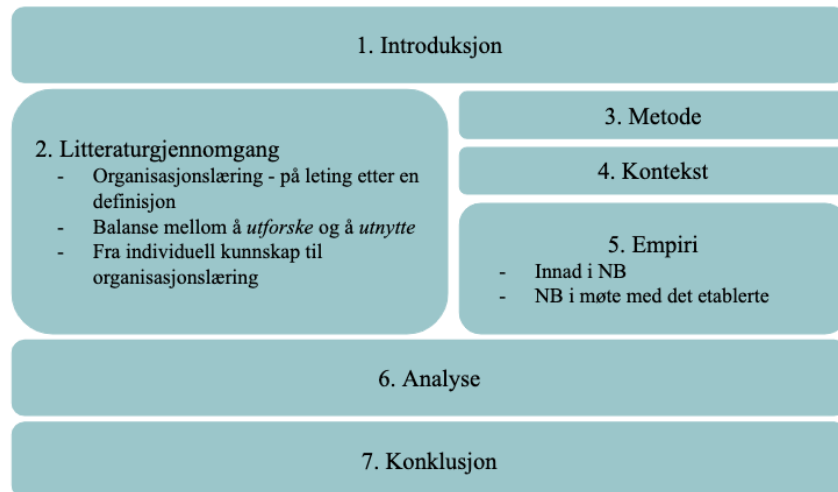 1. Introduksjon
2. Litteraturgjennomgang
- Organisasjonslæring - på leting etter en
definisjon
- Balanse mellom å utforske og å utnytte
- Fra individuell kunnskap til
organisasjonslæring
3. Metode
4. Kontekst
5. Empiri
- Innad i NB
- NB i møte med det etablerte
6. Analyse
7. Konklusjon